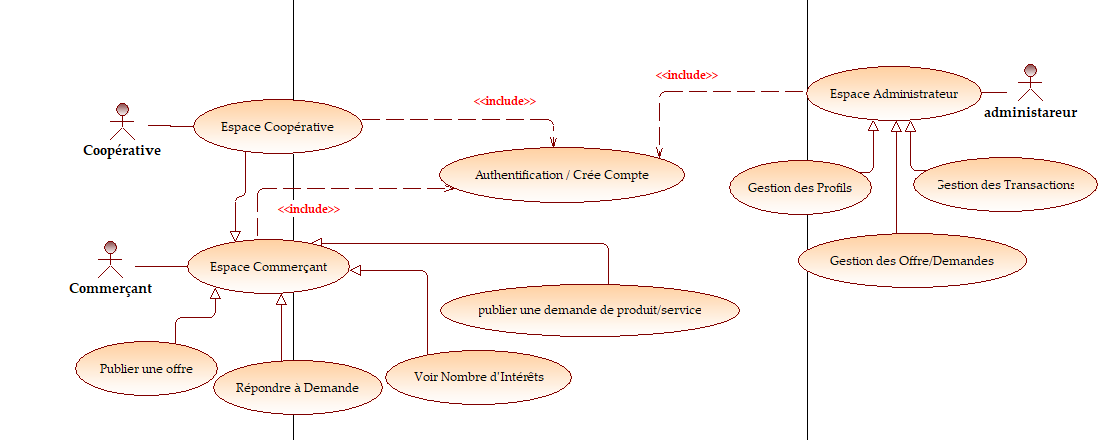 <<include>>
Espace Administrateur
<<include>>
administareur
Espace Coopérative
Coopérative
Authentification / Crée Compte
Gestion des Profils
Gestion des Transactions
<<include>>
Espace Commerçant
Gestion des Offre/Demandes
Commerçant
publier une demande de produit/service
Publier une offre
Voir Nombre d'Intérêts
Répondre à Demande